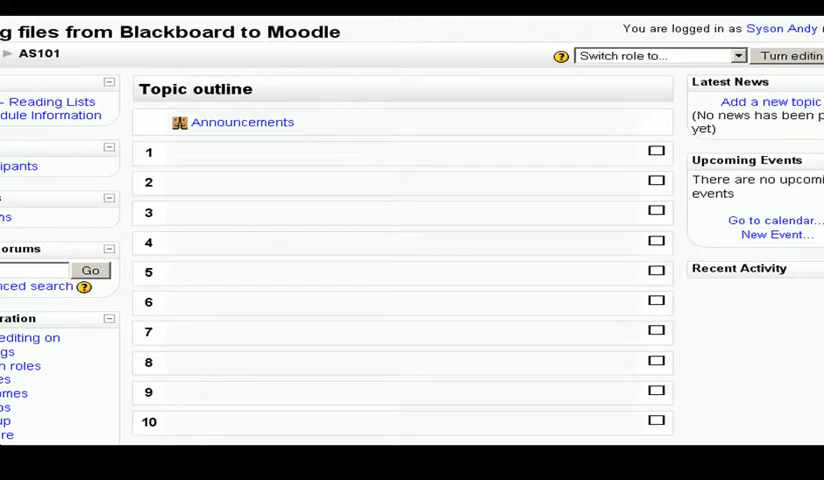 g files from Blackboard to Moodle
You are logged in as Syson Andy
AS101
Switch role to...
Turn editin
- Reading Lists
dule Information
ipants
ms
orums
Go
nced search
ration
editing on
gs
n roles
es
omes
ps
up
re
Topic outline
Announcements
1
2
3
4
5
6
7
8
9
10
Latest News
Add a new topic
(No news has been p
yet)
Upcoming Events
There are no upcomi
events
Go to calendar...
New Event...
Recent Activity